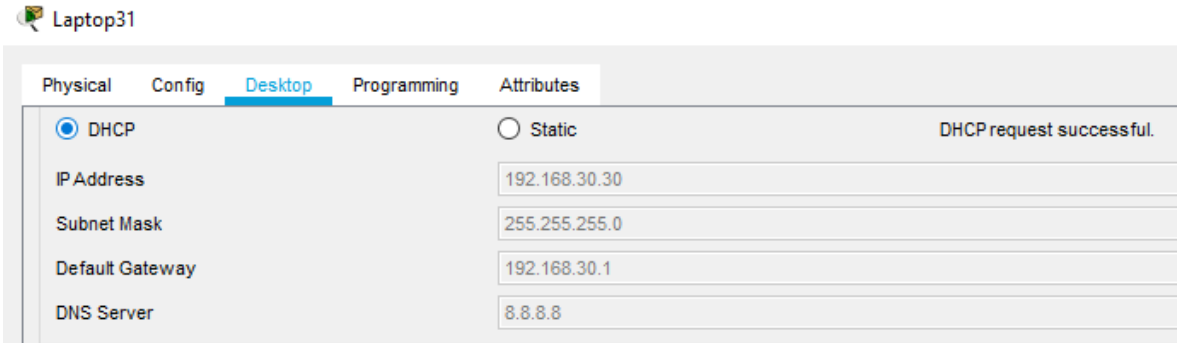 Laptop31
Physical Config Desktop Programming Attributes
DHCP Static DHCP request successful.
IP Address 192.168.30.30
Subnet Mask 255.255.255.0
Default Gateway 192.168.30.1
DNS Server 8.8.8.8